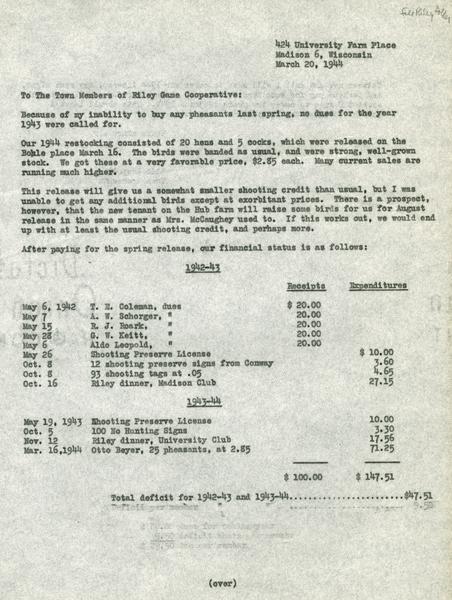 424 University Farm Place
Madison 6, Wisconsin
March 20, 1944
To The Town Members of Riley Game Cooperative:
Because of my inability to buy any pheasants last spring, no dues for the year
1943 were called for.
Our 1944 restocking consisted of 20 hens and 5 cocks, which were released on the
place March 16. The birds were banded as usual, and were strong, well-grown
stock. We got these at a very favorable price, $2.85 each. Many current sales are
running much higher.
This release will give us a somewhat smaller shooting credit than usual, but I was
unable to get any additional birds except at exorbitant prices. There is a prospect,
however, that the new tenant on the Hub farm will raise some birds for us for August
release in the same manner as Mrs. McCaughey used to. If this works out, we would end
up with at least the usual shooting credit, and perhaps more.
After paying for the spring release, our financial status is as follows:
1942-43
Receipts Expenditures
May 6, 1942 T. E. Coleman, dues $ 20.00
May 7 A. W. Schorger, " 20.00
May 15 R. J. Roark, " 20.00
May 28 G. W. Keitt, " 20.00
May 6 Aldo Leopold, " 20.00
May 26 Shooting Preserve License $ 10.00
Oct. 8 12 shooting preserve signs from Conway 3.60
Oct. 8 93 shooting tags at .05 4.65
Oct. 16 Riley dinner, Madison Club 27.15
1943-44
May 19, 1943 Shooting Preserve License 10.00
Oct. 5 100 No Hunting Signs 3.30
Nov. 12 Riley dinner, University Club 17.56
Mar. 16,1944 Otto Beyer, 25 pheasants, at 2.85 71.25
$ 100.00 $ 147.51
Total deficit for 1942-43 and 1943-44 $47.51
Deficit per member " 9.50
(over)